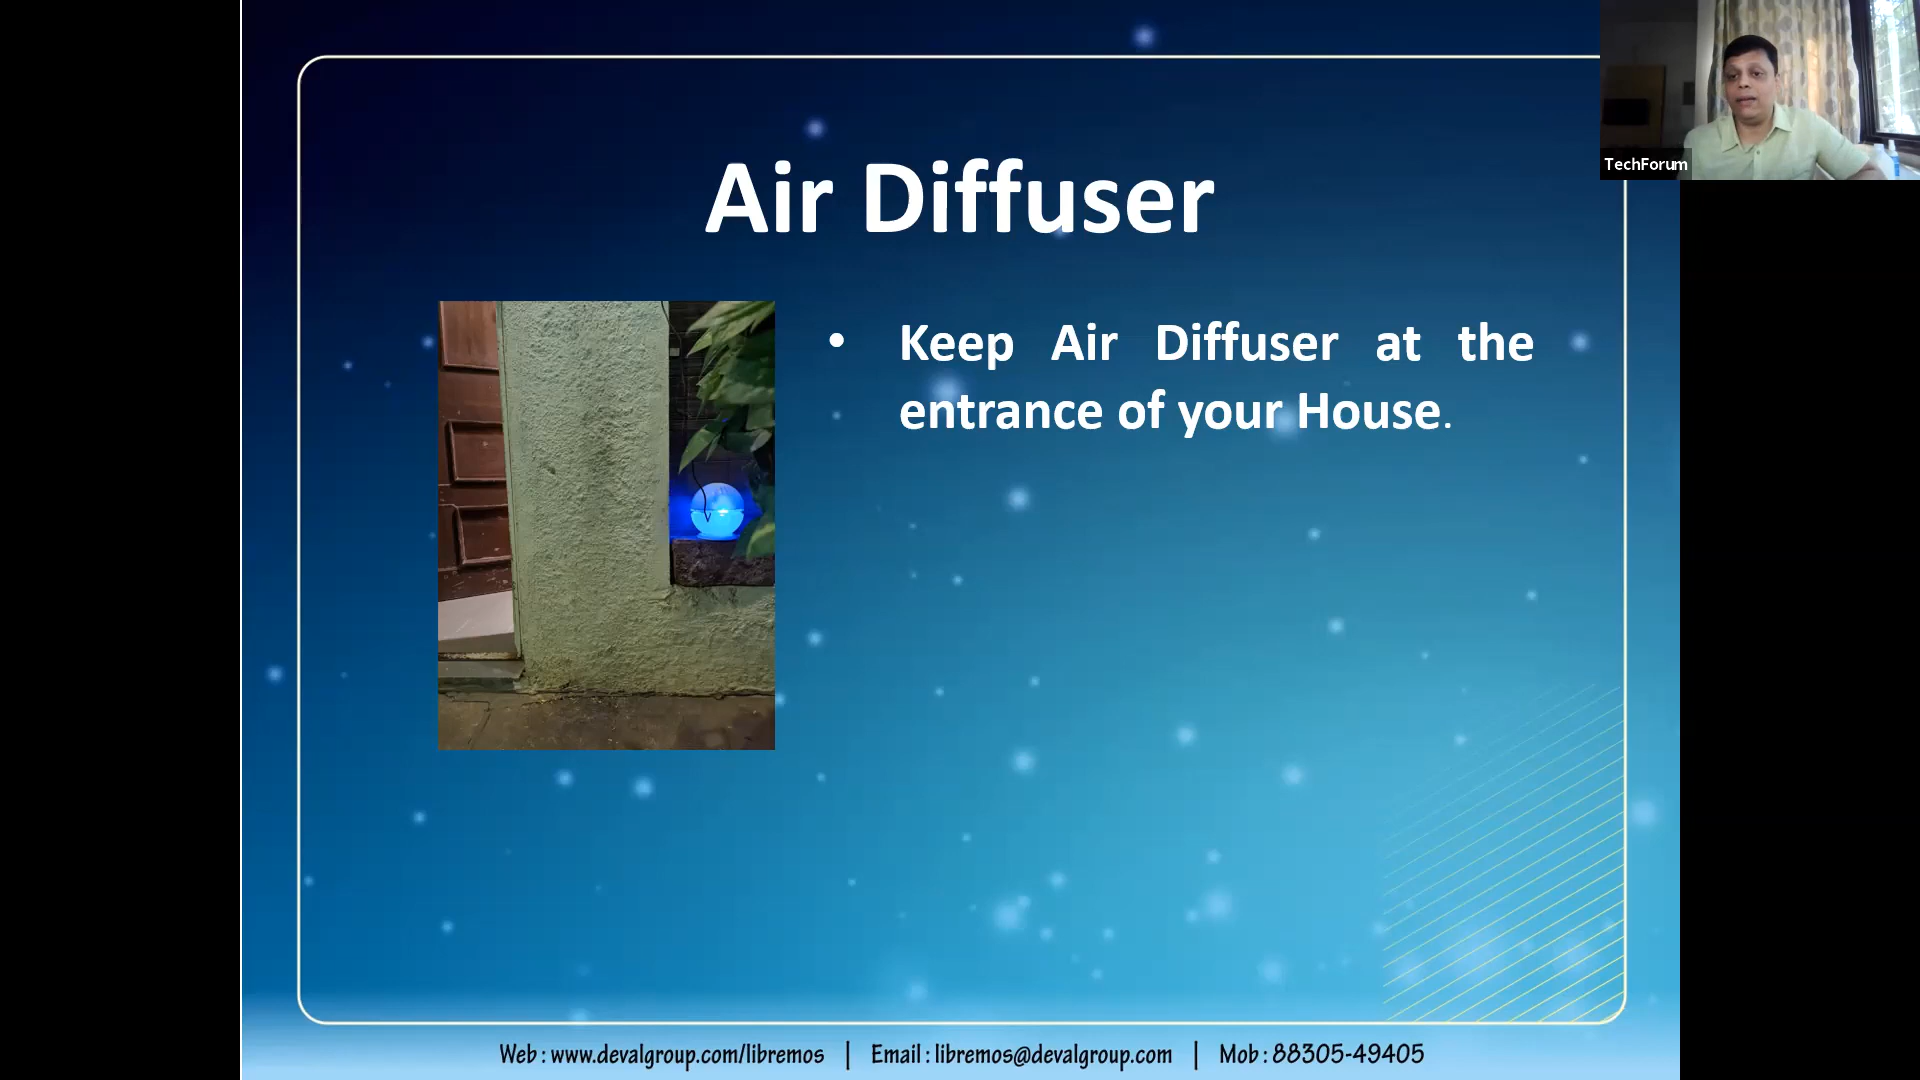 TechForum
Air Diffuser
• Keep Air Diffuser at the
entrance of your House.
Web : www.devalgroup.com/libremos | Email : libremos@devalgroup.com | Mob : 88305-49405